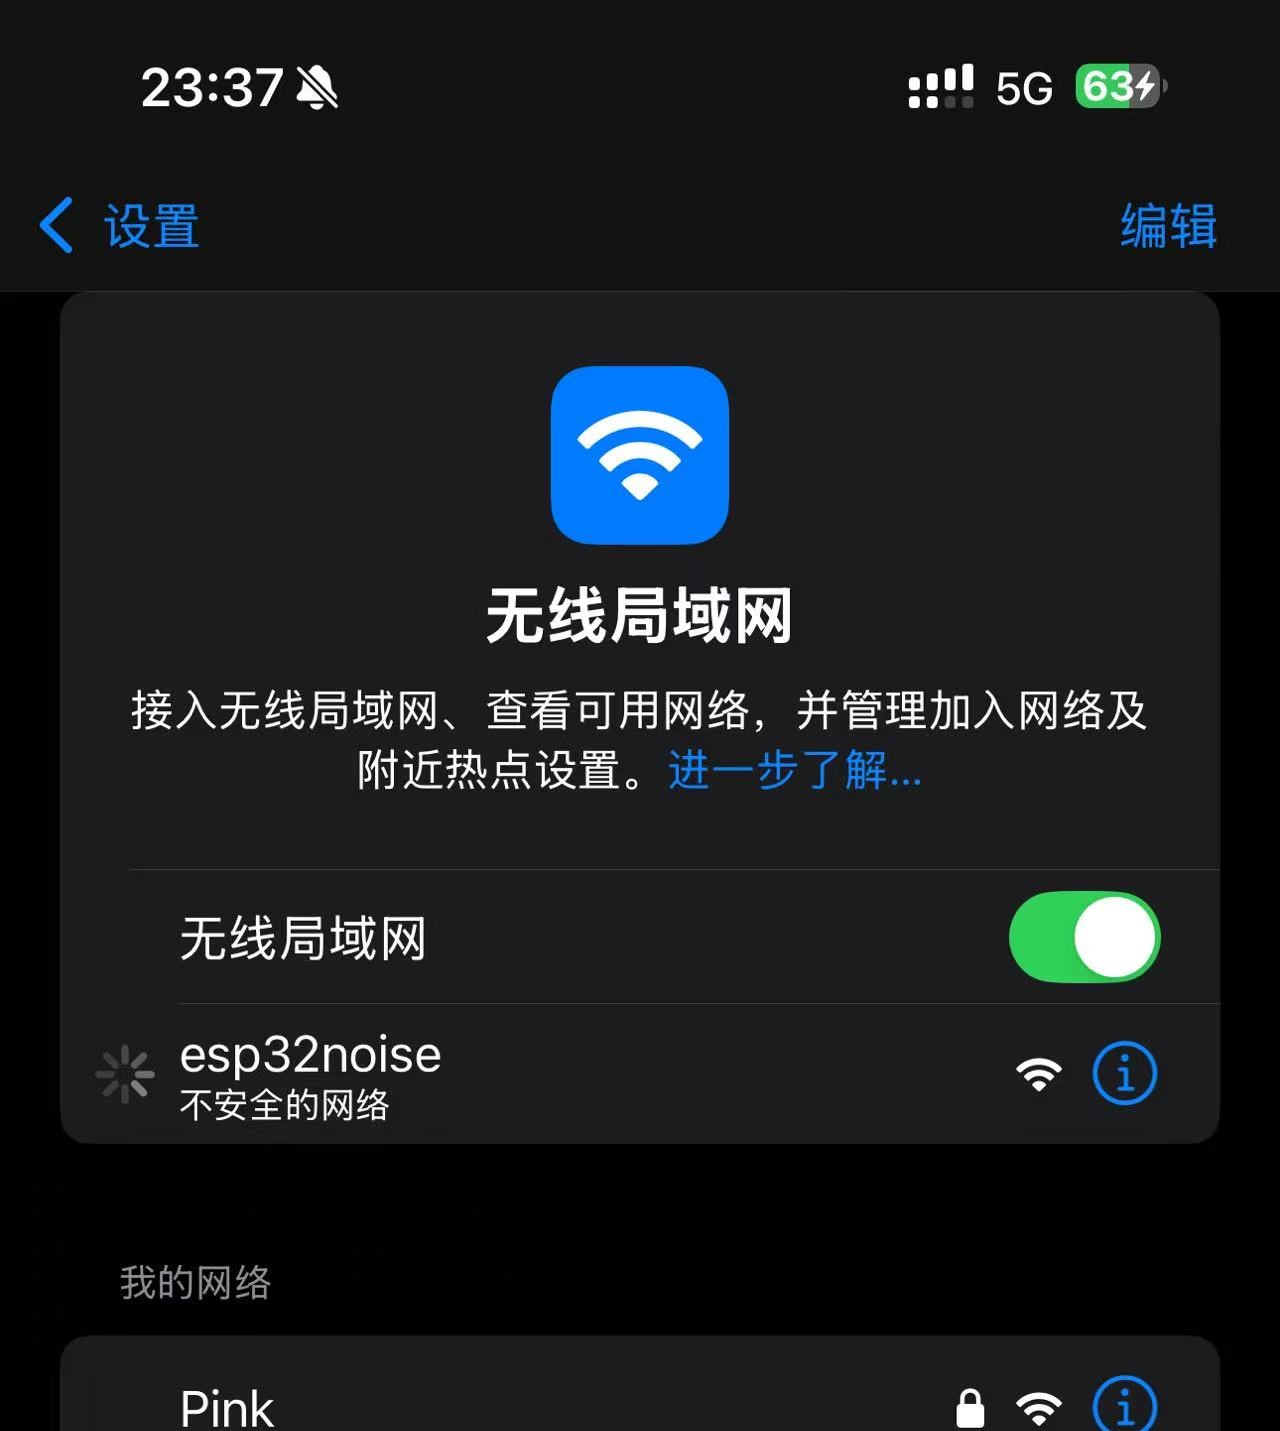 23:37
5G
63
设置
编辑
无线局域网
接入无线局域网、查看可用网络，并管理加入网络及
附近热点设置。进一步了解...
无线局域网
esp32noise
不安全的网络
我的网络
Pink